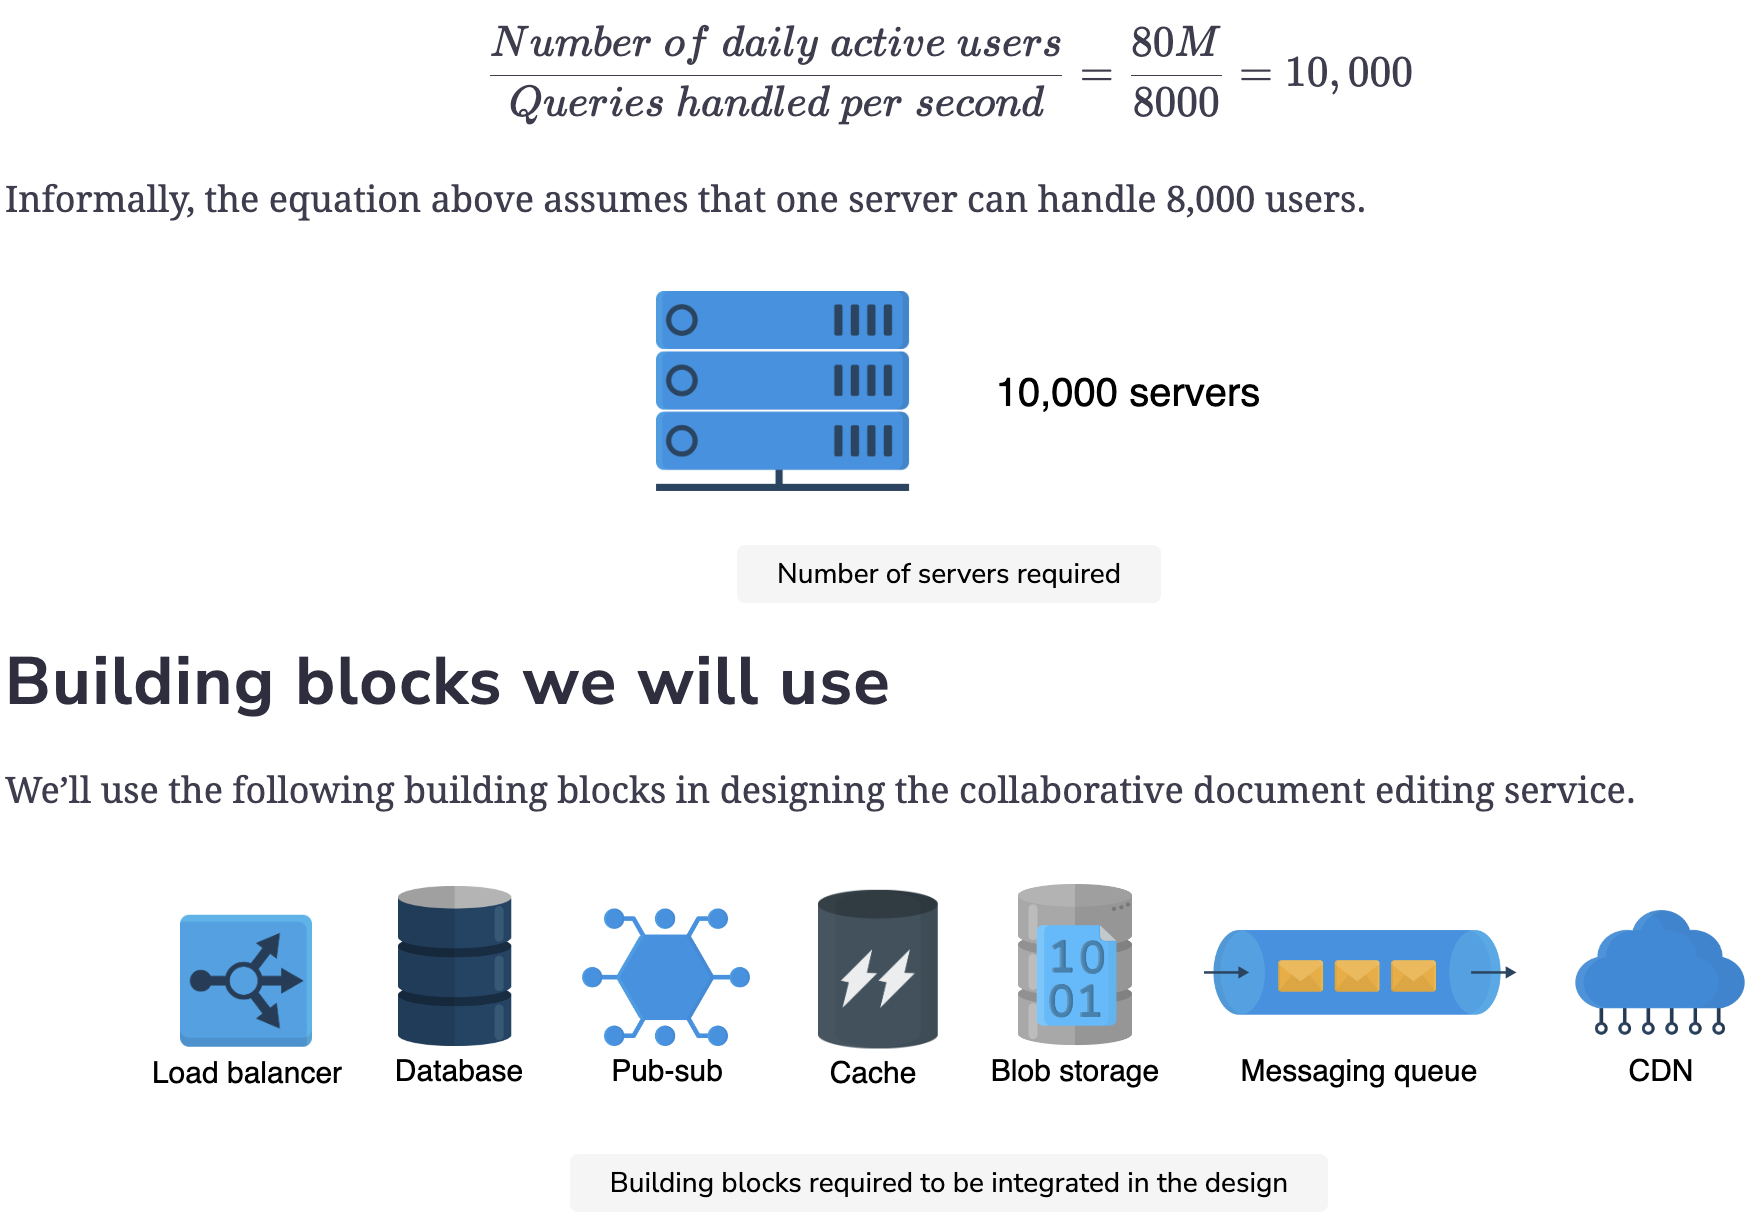 Number of daily active users / Queries handled per second = 80M / 8000 = 10,000
Informally, the equation above assumes that one server can handle 8,000 users.
10,000 servers
Number of servers required
Building blocks we will use
We’ll use the following building blocks in designing the collaborative document editing service.
10
01
Load balancer Database Pub-sub Cache Blob storage Messaging queue CDN
Building blocks required to be integrated in the design